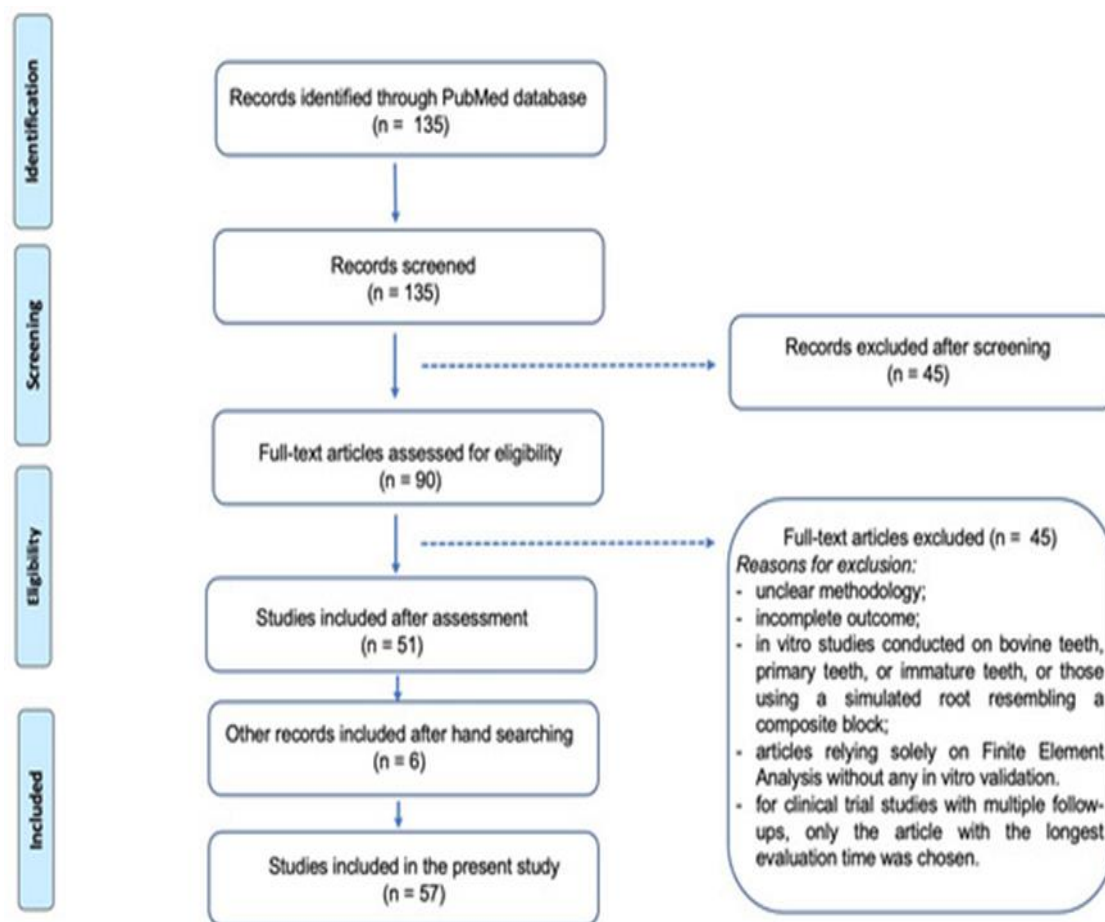 Identification
Records identified through PubMed database
(n = 135)
Screening
Records screened
(n = 135)
Records excluded after screening
(n = 45)
Eligibility
Full-text articles assessed for eligibility
(n = 90)
Full-text articles excluded (n = 45)
Reasons for exclusion:
- unclear methodology;
- incomplete outcome;
- in vitro studies conducted on bovine teeth,
primary teeth, or immature teeth, or those
using a simulated root resembling a
composite block;
- articles relying solely on Finite Element
Analysis without any in vitro validation.
- for clinical trial studies with multiple follow-
ups, only the article with the longest
evaluation time was chosen.
Studies included after assessment
(n = 51)
Included
Other records included after hand searching
(n = 6)
Studies included in the present study
(n = 57)